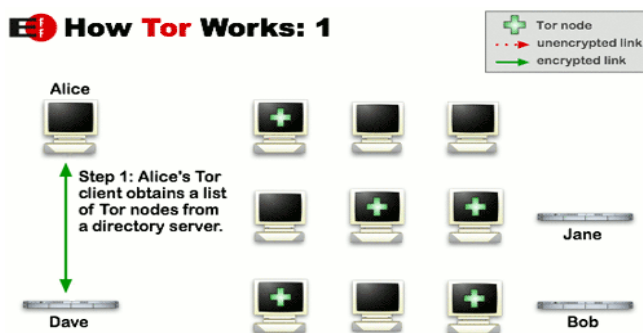 EFF How Tor Works: 1
Tor node
unencrypted link
encrypted link
Alice
Step 1: Alice's Tor
client obtains a list
of Tor nodes from
a directory server.
Jane
Dave
Bob